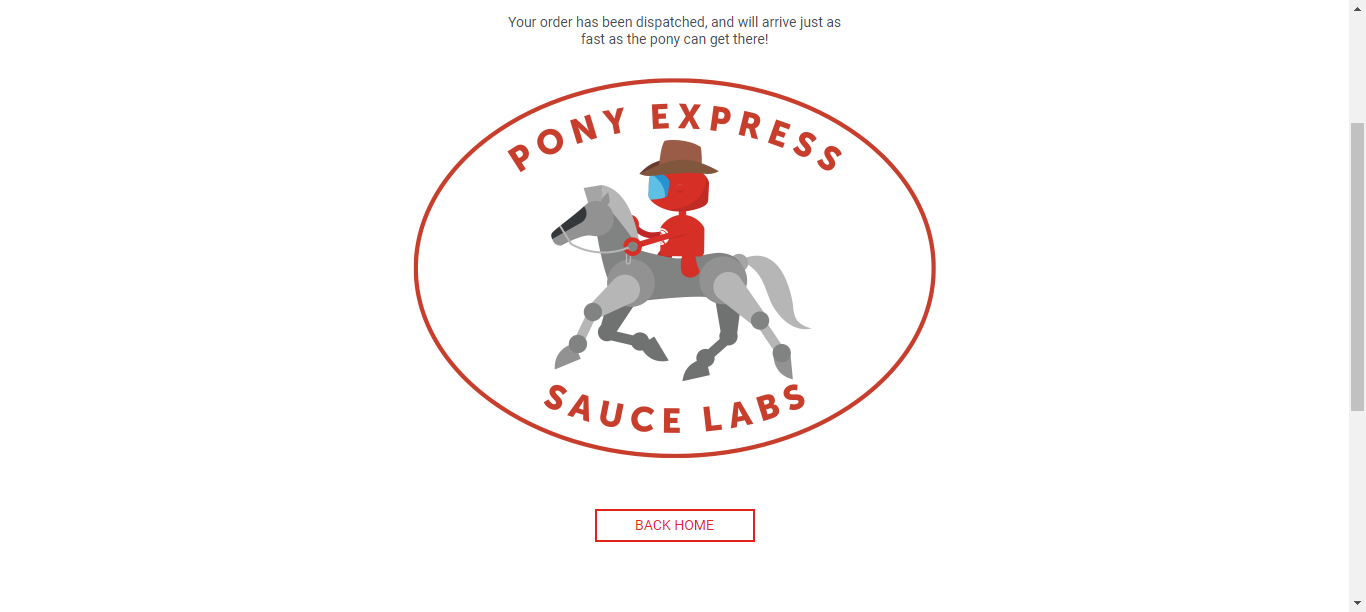 Your order has been dispatched, and will arrive just as
fast as the pony can get there!
PONY EXPRESS
SAUCE LABS
BACK HOME